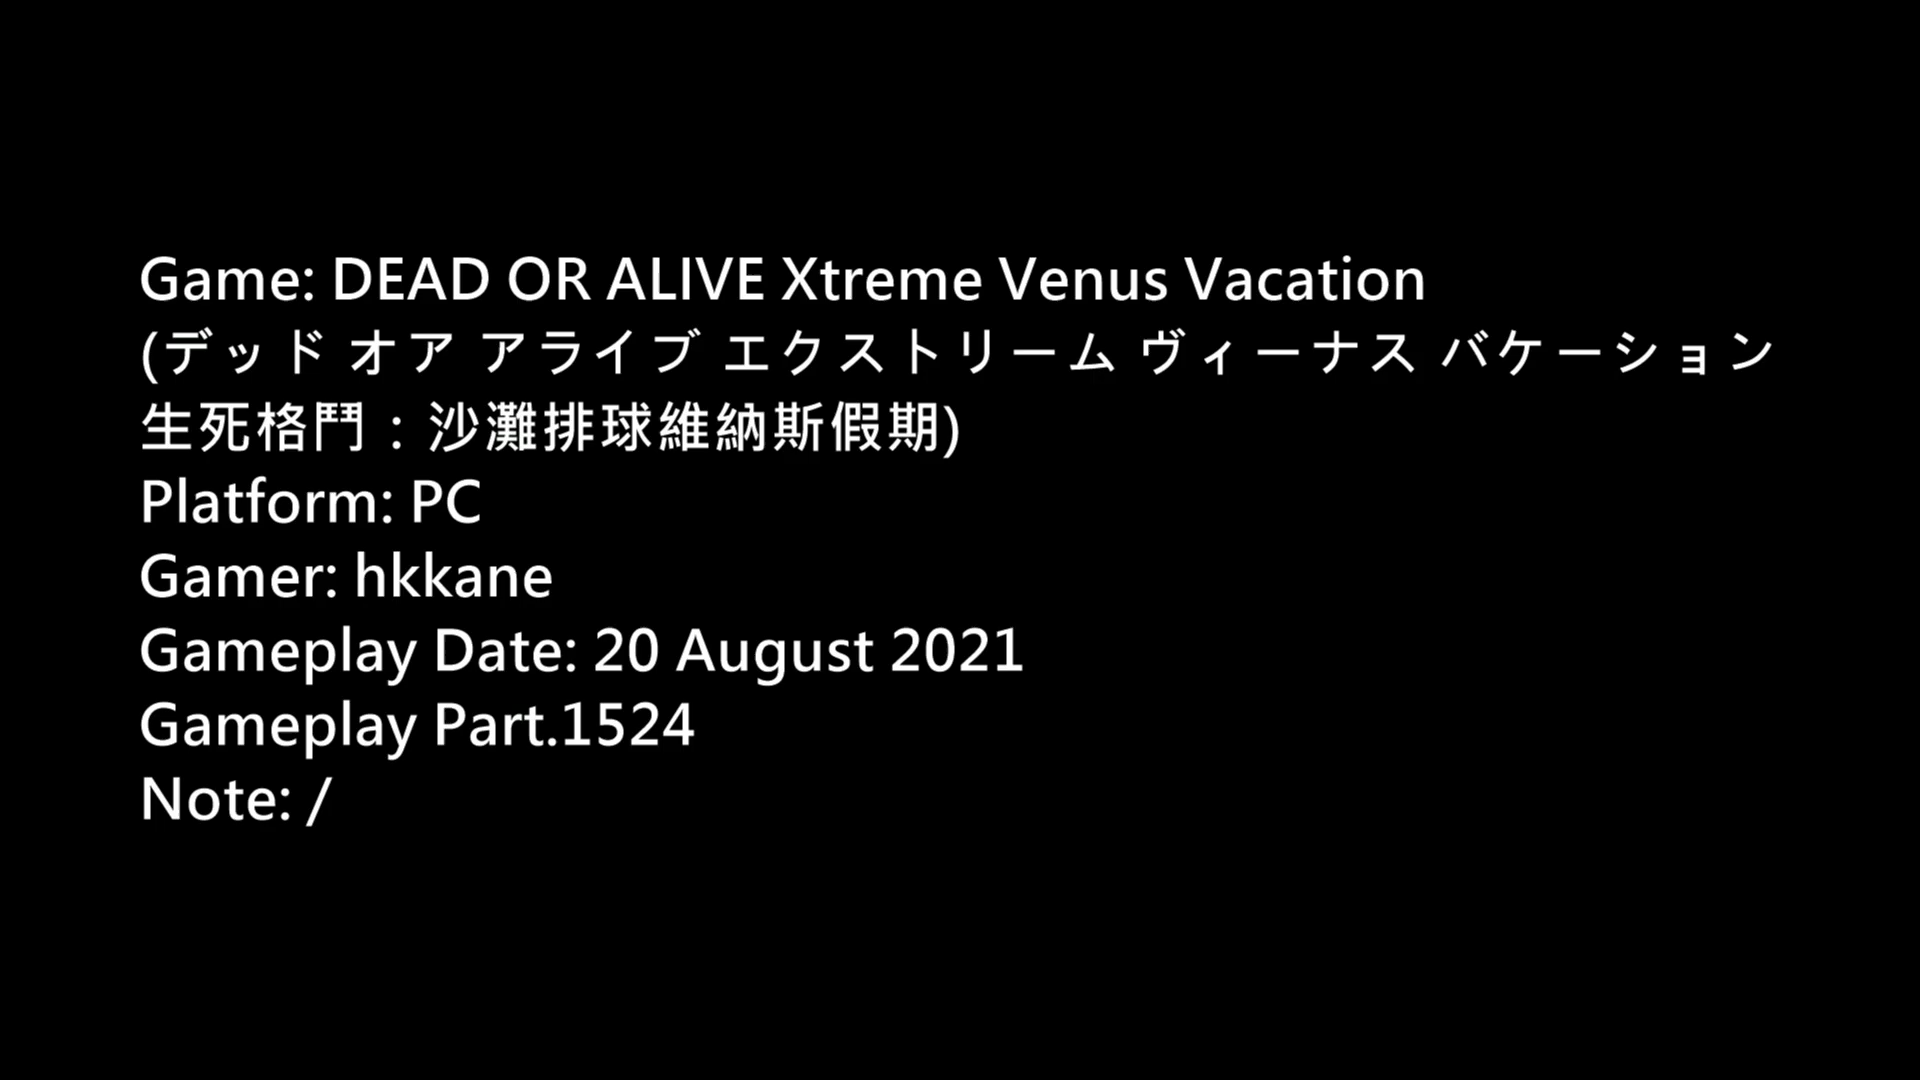 Game: DEAD OR ALIVE Xtreme Venus Vacation
(デッド オア アライブ エクストリーム ヴィーナス バケーション
生死格鬥：沙灘排球維納斯假期)
Platform: PC
Gamer: hkkane
Gameplay Date: 20 August 2021
Gameplay Part.1524
Note: /